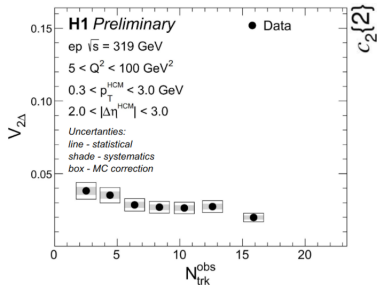 H1 Preliminary
● Data
ep √s = 319 GeV
5 < Q² < 100 GeV²
0.3 < p_T^HCM < 3.0 GeV
2.0 < |Δη^HCM| < 3.0
Uncertanties:
line - statistical
shade - systematics
box - MC correction
0.15
0.10
0.05
V_2Δ
c₂{2}
0 5 10 15 20
N_trk^obs